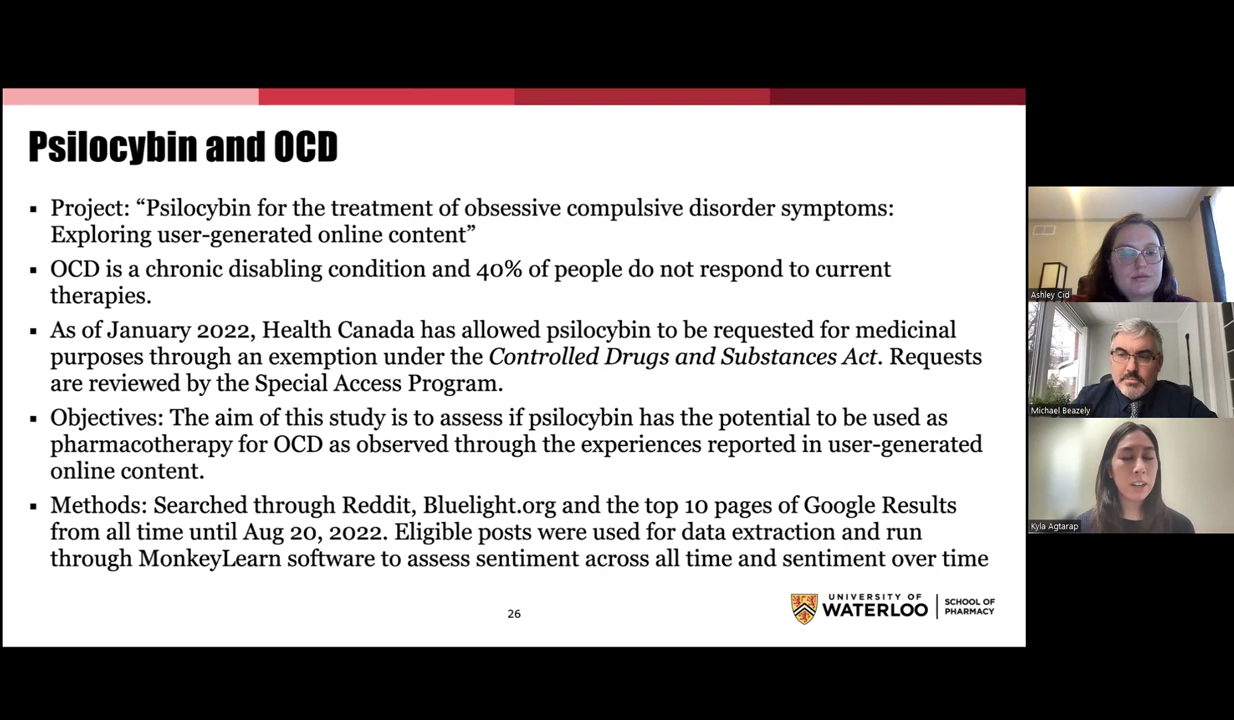 Psilocybin and OCD
▪ Project: “Psilocybin for the treatment of obsessive compulsive disorder symptoms:
Exploring user-generated online content”
▪ OCD is a chronic disabling condition and 40% of people do not respond to current
therapies.
▪ As of January 2022, Health Canada has allowed psilocybin to be requested for medicinal
purposes through an exemption under the Controlled Drugs and Substances Act. Requests
are reviewed by the Special Access Program.
▪ Objectives: The aim of this study is to assess if psilocybin has the potential to be used as
pharmacotherapy for OCD as observed through the experiences reported in user-generated
online content.
▪ Methods: Searched through Reddit, Bluelight.org and the top 10 pages of Google Results
from all time until Aug 20, 2022. Eligible posts were used for data extraction and run
through MonkeyLearn software to assess sentiment across all time and sentiment over time
26
UNIVERSITY OF
WATERLOO
SCHOOL OF
PHARMACY
Ashley Cid
Michael Beazely
Kyla Agtarap